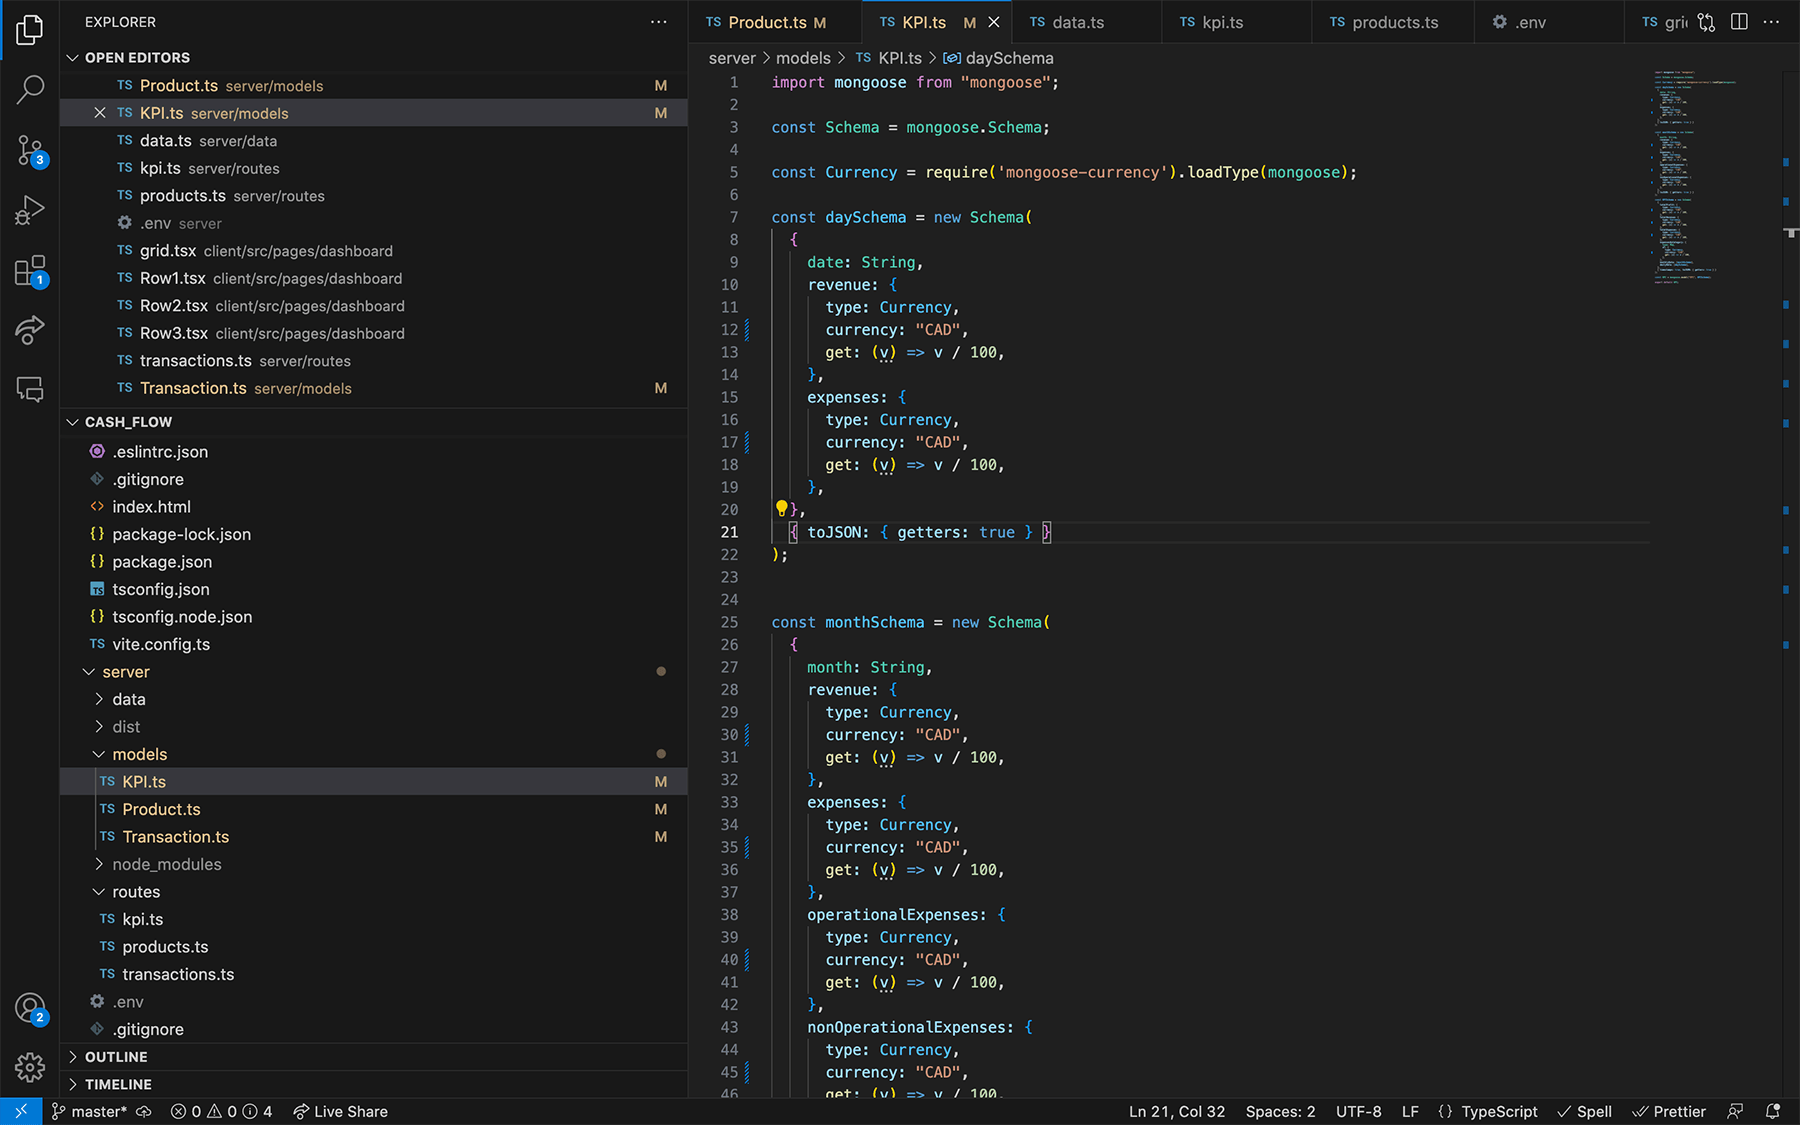 EXPLORER
OPEN EDITORS
TS Product.ts server/models M
TS KPI.ts server/models M
TS data.ts server/data
TS kpi.ts server/routes
TS products.ts server/routes
.env server
TS grid.tsx client/src/pages/dashboard
TS Row1.tsx client/src/pages/dashboard
TS Row2.tsx client/src/pages/dashboard
TS Row3.tsx client/src/pages/dashboard
TS transactions.ts server/routes
TS Transaction.ts server/models M
CASH_FLOW
.eslintrc.json
.gitignore
<> index.html
{} package-lock.json
{} package.json
TS tsconfig.json
{} tsconfig.node.json
TS vite.config.ts
server
data
dist
models
TS KPI.ts M
TS Product.ts M
TS Transaction.ts M
node_modules
routes
TS kpi.ts
TS products.ts
TS transactions.ts
.env
.gitignore
OUTLINE
TIMELINE
3
1
2
TS Product.ts M TS KPI.ts M TS data.ts TS kpi.ts TS products.ts .env TS gri
server > models > TS KPI.ts > daySchema
1 import mongoose from "mongoose";
2
3 const Schema = mongoose.Schema;
4
5 const Currency = require('mongoose-currency').loadType(mongoose);
6
7 const daySchema = new Schema(
8 {
9 date: String,
10 revenue: {
11 type: Currency,
12 currency: "CAD",
13 get: (v) => v / 100,
14 },
15 expenses: {
16 type: Currency,
17 currency: "CAD",
18 get: (v) => v / 100,
19 },
20 },
21 { toJSON: { getters: true } }
22 );
23
24
25 const monthSchema = new Schema(
26 {
27 month: String,
28 revenue: {
29 type: Currency,
30 currency: "CAD",
31 get: (v) => v / 100,
32 },
33 expenses: {
34 type: Currency,
35 currency: "CAD",
36 get: (v) => v / 100,
37 },
38 operationalExpenses: {
39 type: Currency,
40 currency: "CAD",
41 get: (v) => v / 100,
42 },
43 nonOperationalExpenses: {
44 type: Currency,
45 currency: "CAD",
46 get: (v) => v / 100,
master* 0 0 4 Live Share Ln 21, Col 32 Spaces: 2 UTF-8 LF {} TypeScript Spell Prettier